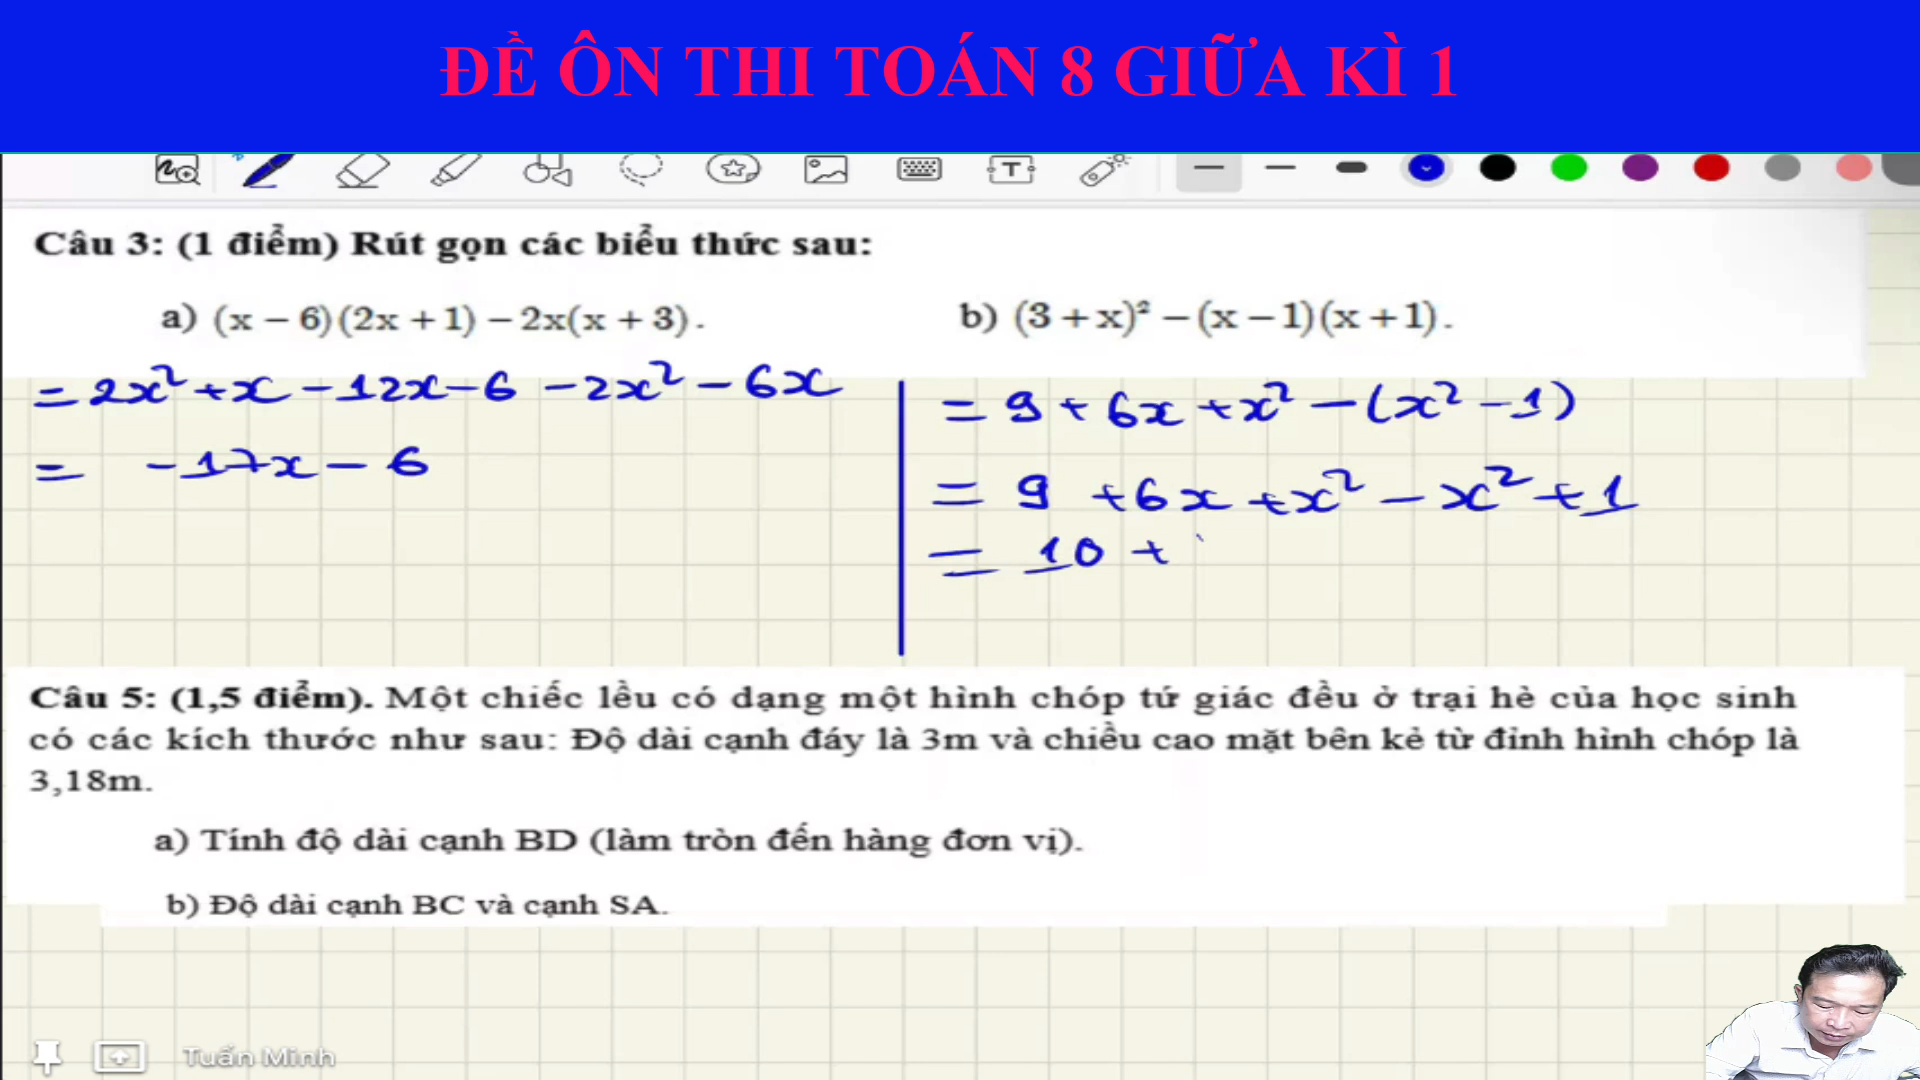 ĐỀ ÔN THI TOÁN 8 GIỮA KÌ 1
Câu 3: (1 điểm) Rút gọn các biểu thức sau:
a) (x − 6)(2x + 1) − 2x(x + 3).
= 2x² + x − 12x − 6 − 2x² − 6x
= −17x − 6
b) (3 + x)² − (x − 1)(x + 1).
= 9 + 6x + x² − (x² − 1)
= 9 + 6x + x² − x² + 1
= 10 +
Câu 5: (1,5 điểm). Một chiếc lều có dạng một hình chóp tứ giác đều ở trại hè của học sinh
có các kích thước như sau: Độ dài cạnh đáy là 3m và chiều cao mặt bên kẻ từ đỉnh hình chóp là
3,18m.
a) Tính độ dài cạnh BD (làm tròn đến hàng đơn vị).
b) Độ dài cạnh BC và cạnh SA.
Tuấn Minh